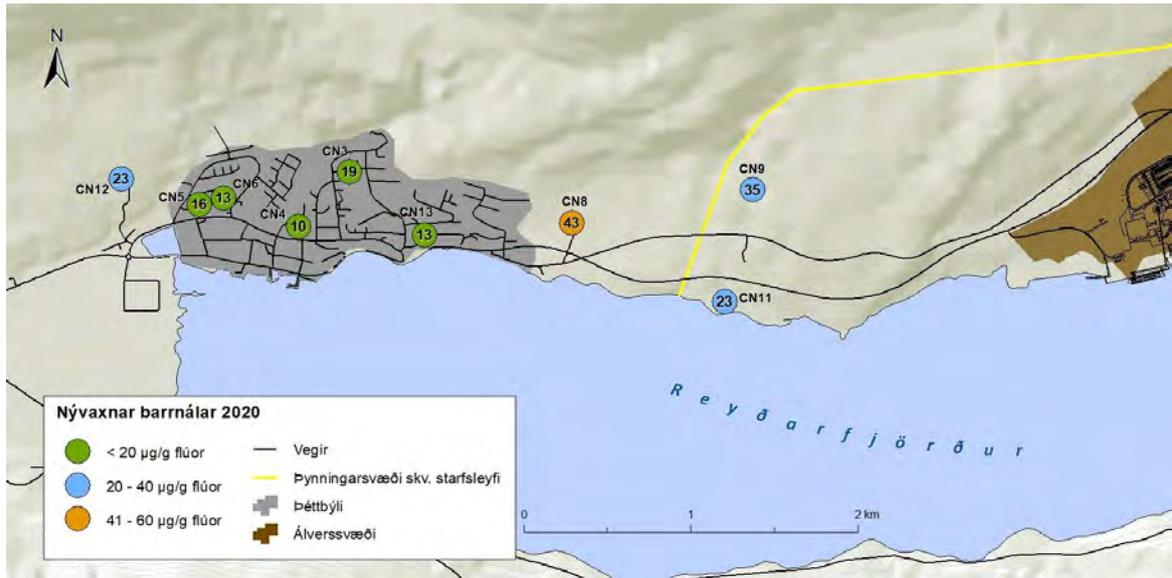 N
CN12
23
CN5
16
13
CN6
CN4
10
CN3
19
CN13
13
CN8
43
CN9
35
23
CN11
Reyðarfjörður
Nývaxnar barrnálar 2020
< 20 µg/g flúor
20 - 40 µg/g flúor
41 - 60 µg/g flúor
Vegir
Þynningarsvæði skv. starfsleyfi
Þéttbýli
Álverssvæði
0 1 2 km